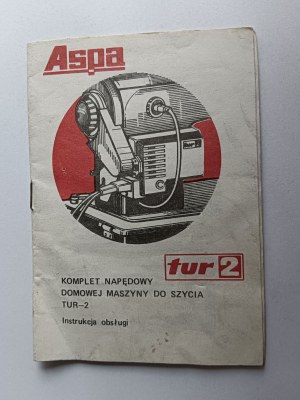 Aspa
tur 2
KOMPLET NAPĘDOWY
DOMOWEJ MASZYNY DO SZYCIA
TUR—2
Instrukcja obsługi